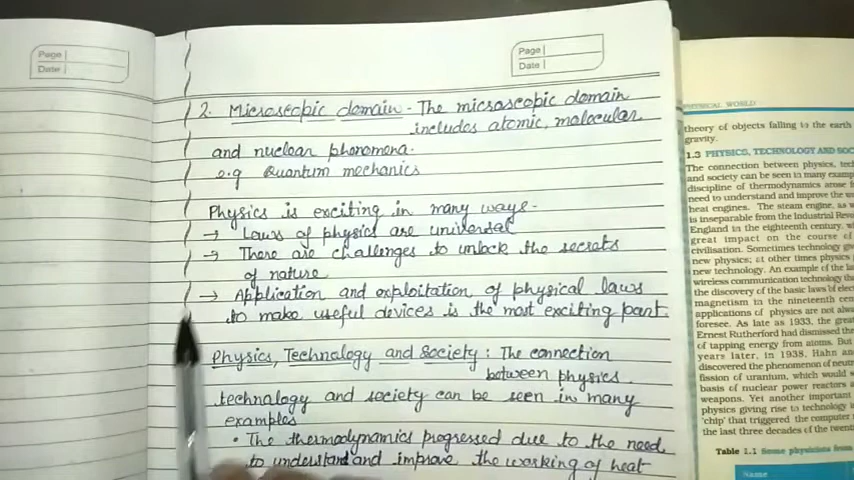 Page
Date
Page
Date
2. Microscopic domain - The microscopic domain
includes atomic, molecular
and nuclear phenomena.
e.g Quantum mechanics
Physics is exciting in many ways-
→ Laws of physics are universal
→ There are challenges to unlock the secrets
of nature
→ Application and exploitation of physical laws
to make useful devices is the most exciting part.
Physics, Technology and Society : The connection
between physics,
technology and society can be seen in many
examples
• The thermodynamics progressed due to the need
to understand and improve the working of heat
PHYSICAL WORLD
theory of objects falling to the earth
gravity.
1.3 PHYSICS, TECHNOLOGY AND SOC
The connection between physics, tech
and society can be seen in many examp
discipline of thermodynamics arose f
need to understand and improve the wo
heat engines. The steam engine, as w
is inseparable from the Industrial Revo
England in the eighteenth century, w
great impact on the course of
civilisation. Sometimes technology gi
new physics; at other times physics
new technology. An example of the la
wireless communication technology tha
the discovery of the basic laws of elect
magnetism in the nineteenth cen
applications of physics are not alway
foresee. As late as 1933, the great
Ernest Rutherford had dismissed the
of tapping energy from atoms. But
years later, in 1938, Hahn and
discovered the phenomenon of neutr
fission of uranium, which would
basis of nuclear power reactors a
weapons. Yet another important
physics giving rise to technology i
'chip' that triggered the computer
the last three decades of the twent
Table 1.1 Some physicists from
Name